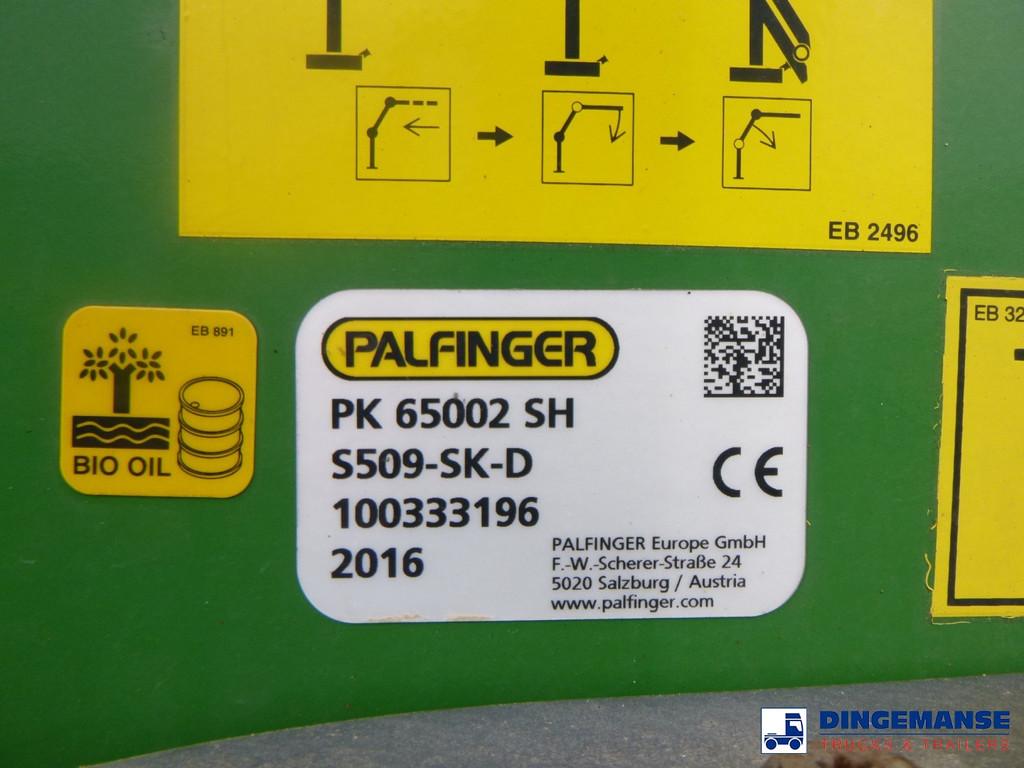 EB 2496
EB 891
BIO OIL
PALFINGER
PK 65002 SH
S509-SK-D
100333196
2016
CE
PALFINGER Europe GmbH
F.-W.-Scherer-Straße 24
5020 Salzburg / Austria
www.palfinger.com
EB 32
DINGEMANSE
TRUCKS & TRAILERS